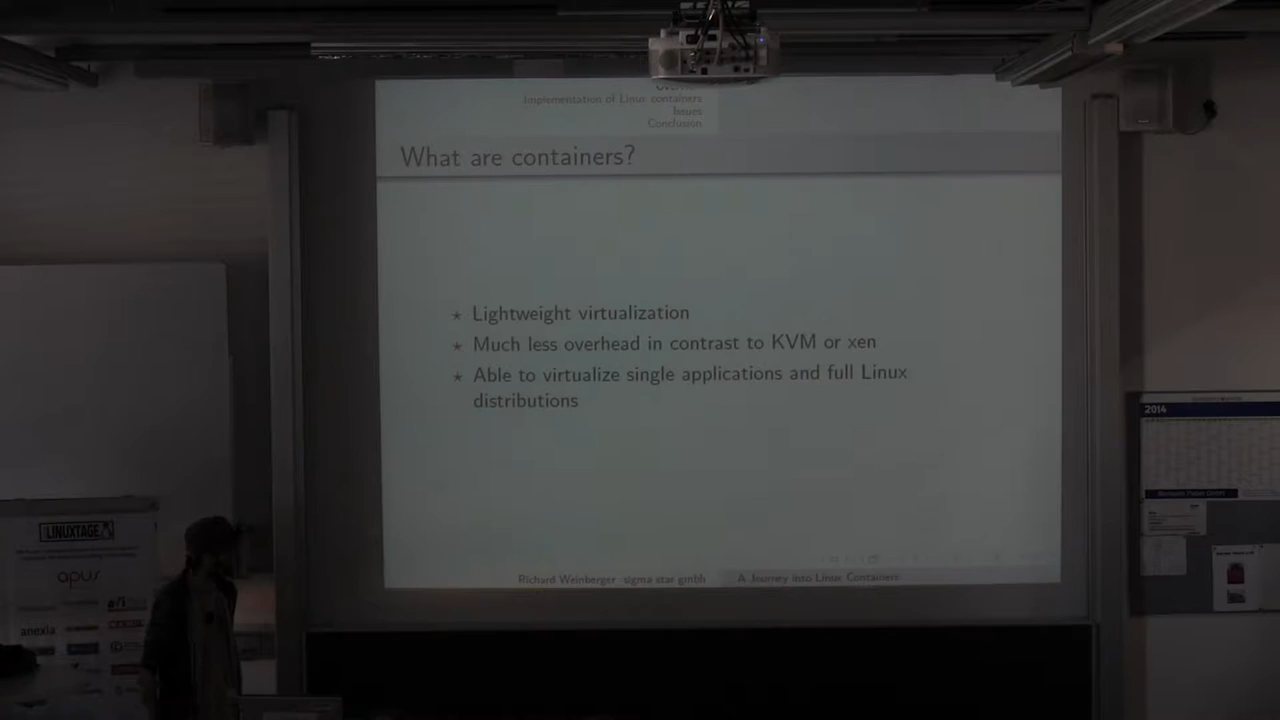 Implementation of Linux containers
Issues
Conclusion
What are containers?
⋆ Lightweight virtualization
⋆ Much less overhead in contrast to KVM or xen
⋆ Able to virtualize single applications and full Linux
distributions
Richard Weinberger sigma star gmbh
A Journey into Linux Containers
LINUXTAGE
apus
anexia
2014